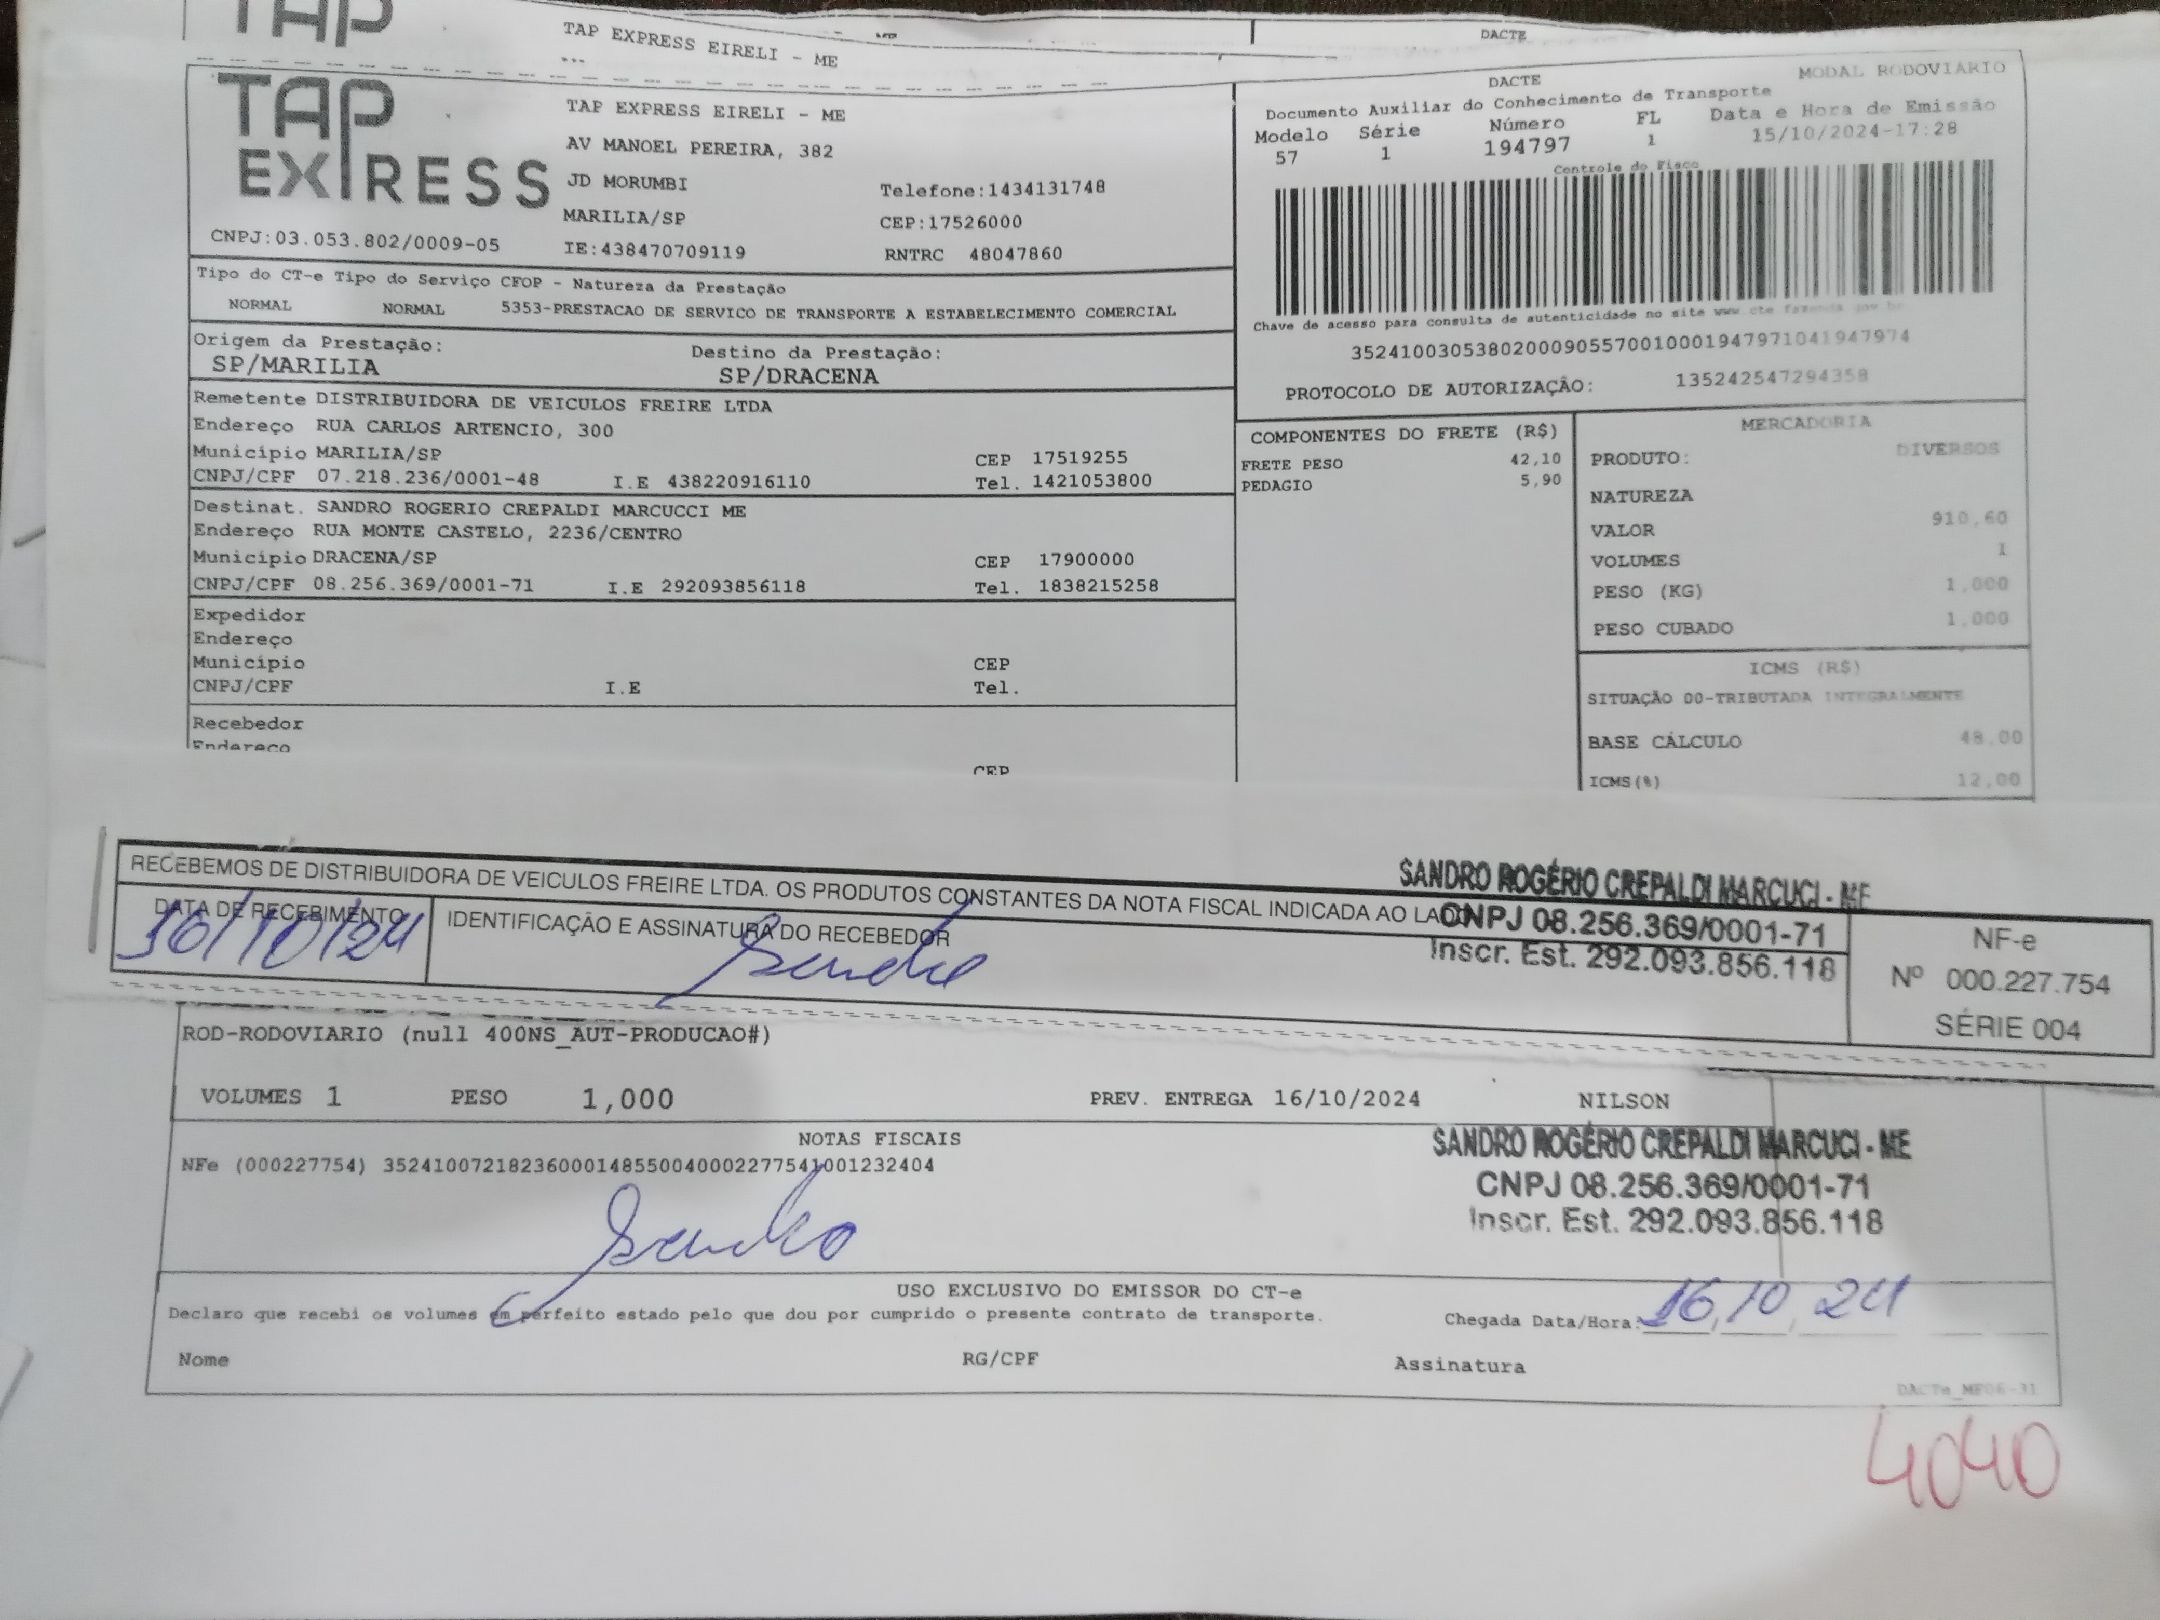 TAP
TAP EXPRESS EIRELI - ME
DACTE
TAP EXPRESS
CNPJ:03.053.802/0009-05
TAP EXPRESS EIRELI - ME
AV MANOEL PEREIRA, 382
JD MORUMBI Telefone:1434131748
MARILIA/SP CEP:17526000
IE:438470709119 RNTRC 48047860
DACTE MODAL RODOVIARIO
Documento Auxiliar do Conhecimento de Transporte
Modelo Série Número FL Data e Hora de Emissão
57 1 194797 1 15/10/2024-17:28
Controle do Fisco
Chave de acesso para consulta de autenticidade no site www.cte.fazenda.gov.br
35241003053802000905570010001947971041947974
PROTOCOLO DE AUTORIZAÇÃO: 135242547294358
Tipo do CT-e Tipo do Serviço CFOP - Natureza da Prestação
NORMAL NORMAL 5353-PRESTACAO DE SERVICO DE TRANSPORTE A ESTABELECIMENTO COMERCIAL
Origem da Prestação: Destino da Prestação:
SP/MARILIA SP/DRACENA
Remetente DISTRIBUIDORA DE VEICULOS FREIRE LTDA
Endereço RUA CARLOS ARTENCIO, 300
Município MARILIA/SP CEP 17519255
CNPJ/CPF 07.218.236/0001-48 I.E 438220916110 Tel. 1421053800
Destinat. SANDRO ROGERIO CREPALDI MARCUCCI ME
Endereço RUA MONTE CASTELO, 2236/CENTRO
Município DRACENA/SP CEP 17900000
CNPJ/CPF 08.256.369/0001-71 I.E 292093856118 Tel. 1838215258
Expedidor
Endereço
Município CEP
CNPJ/CPF I.E Tel.
Recebedor
Endereço
CEP
COMPONENTES DO FRETE (R$)
FRETE PESO 42,10
PEDAGIO 5,90
MERCADORIA
PRODUTO: DIVERSOS
NATUREZA
VALOR 910,60
VOLUMES 1
PESO (KG) 1,000
PESO CUBADO 1.000
ICMS (R$)
SITUAÇÃO 00-TRIBUTADA INTEGRALMENTE
BASE CÁLCULO 48,00
ICMS(%) 12,00
RECEBEMOS DE DISTRIBUIDORA DE VEICULOS FREIRE LTDA. OS PRODUTOS CONSTANTES DA NOTA FISCAL INDICADA AO LADO
DATA DE RECEBIMENTO IDENTIFICAÇÃO E ASSINATURA DO RECEBEDOR
16/10/24 Sandro
SANDRO ROGÉRIO CREPALDI MARCUCI - ME
CNPJ 08.256.369/0001-71
Inscr. Est. 292.093.856.118
NF-e
Nº 000.227.754
SÉRIE 004
ROD-RODOVIARIO (null 400NS_AUT-PRODUCAO#)
VOLUMES 1 PESO 1,000 PREV. ENTREGA 16/10/2024 NILSON
NOTAS FISCAIS
NFe (000227754) 35241007218236000148550040002277541001232404
SANDRO ROGÉRIO CREPALDI MARCUCI - ME
CNPJ 08.256.369/0001-71
Inscr. Est. 292.093.856.118
Sandro
USO EXCLUSIVO DO EMISSOR DO CT-e
Declaro que recebi os volumes em perfeito estado pelo que dou por cumprido o presente contrato de transporte. Chegada Data/Hora: 16/10/24
Nome RG/CPF Assinatura
4040